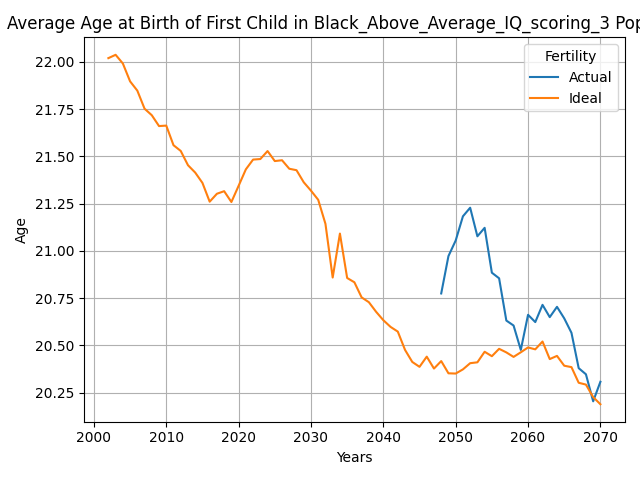 Average Age at Birth of First Child in Black_Above_Average_IQ_scoring_3 Pop
Fertility
Actual
Ideal
22.00
21.75
21.50
21.25
21.00
20.75
20.50
20.25
Age
2000 2010 2020 2030 2040 2050 2060 2070
Years